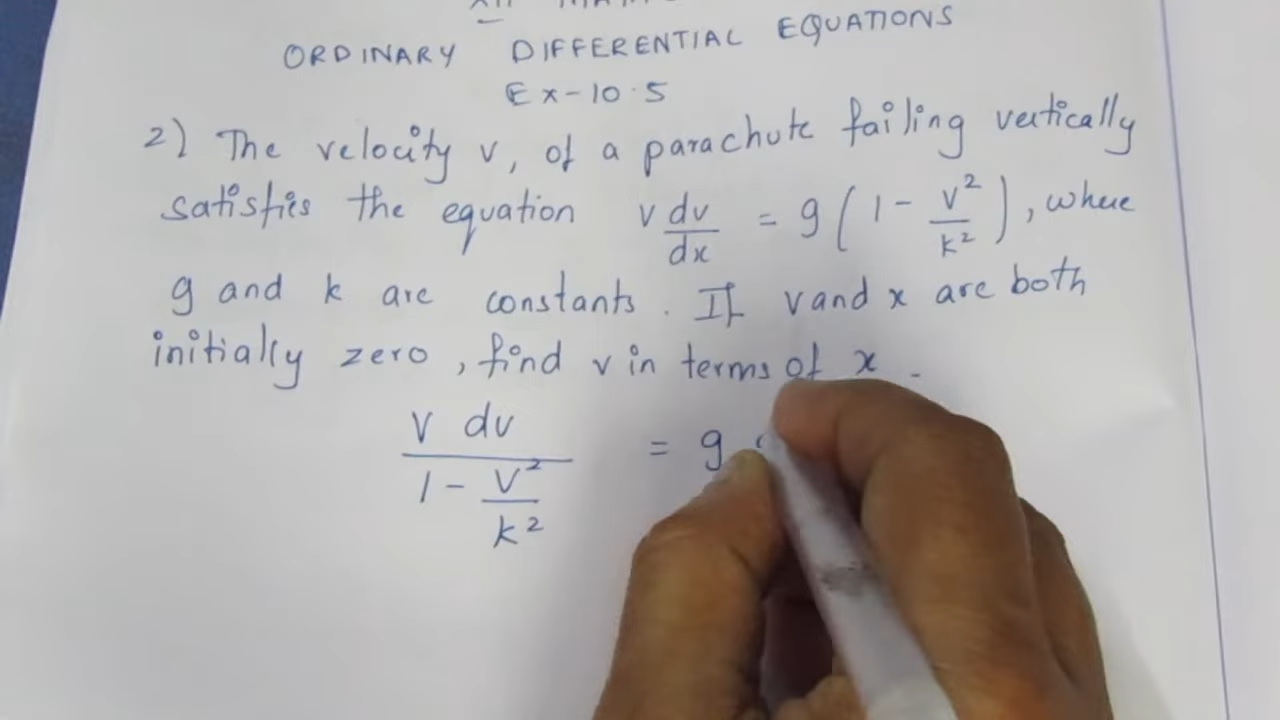 ORDINARY DIFFERENTIAL EQUATIONS
Ex-10.5
2) The velocity v, of a parachute failing vertically
satisfies the equation v dv/dx = g(1 - v²/k²), where
g and k are constants. If v and x are both
initially zero, find v in terms of x.
v dv / 1 - v²/k² = g